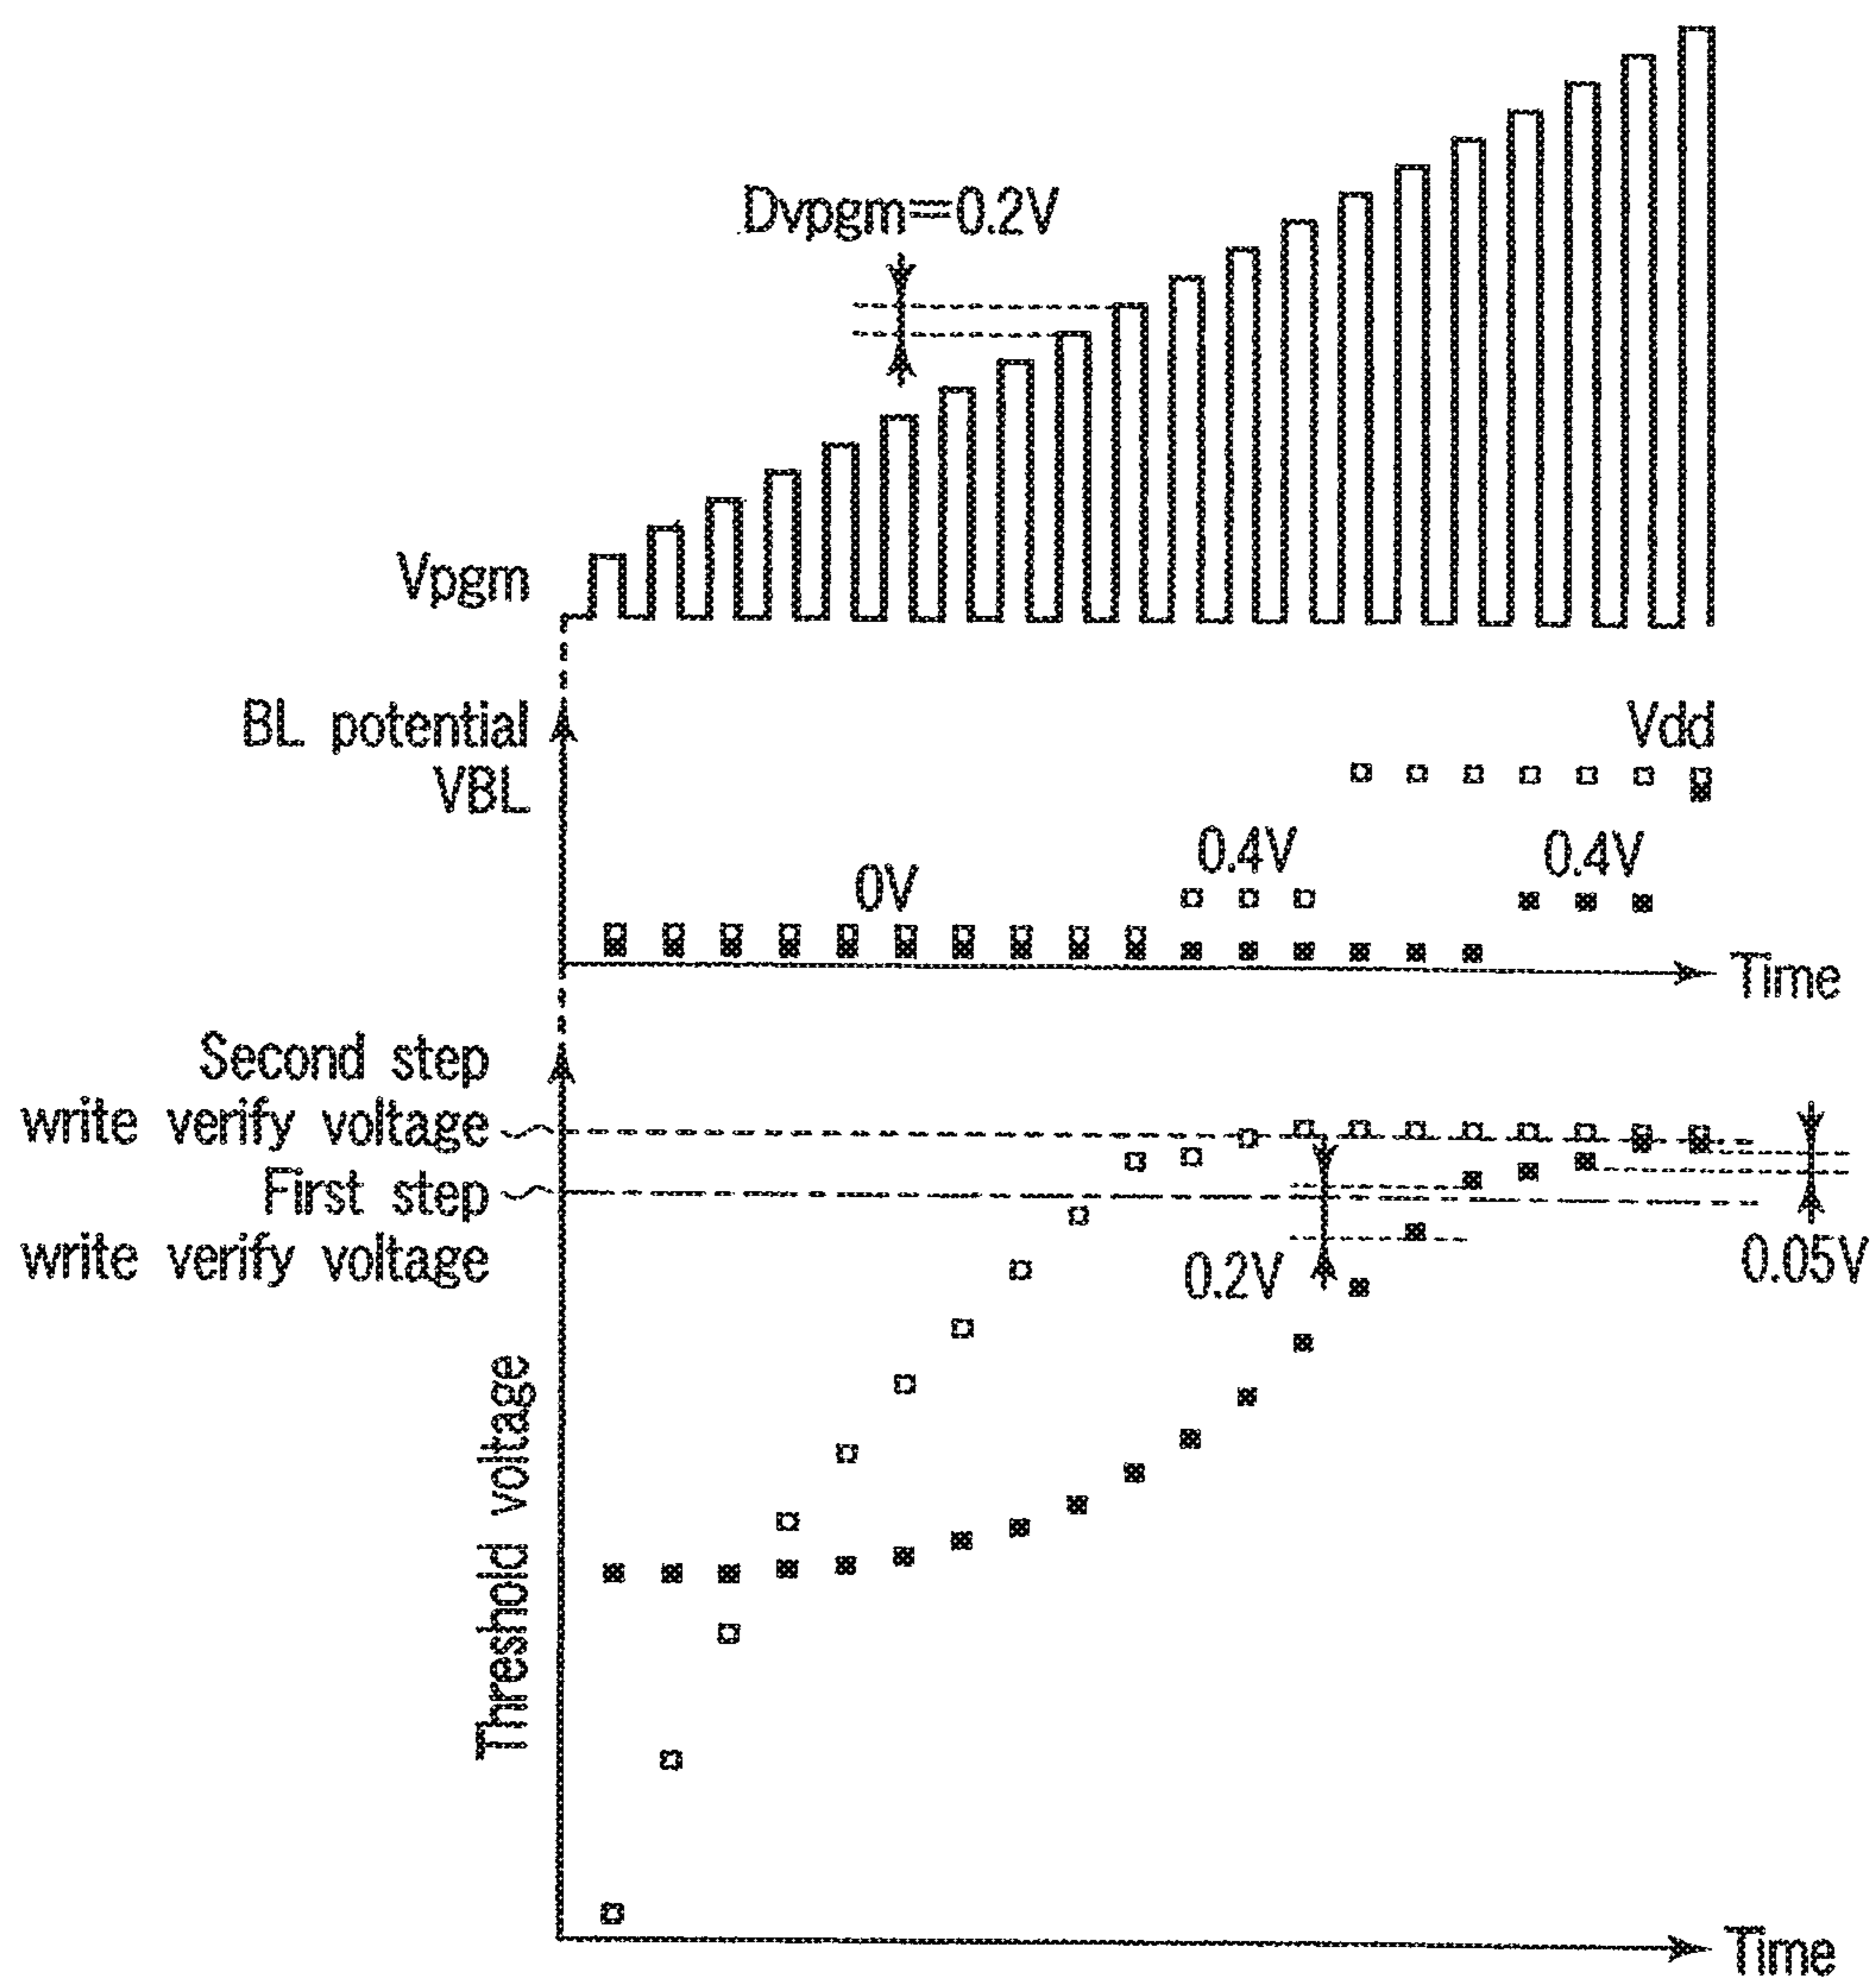 Dvpgm=0.2V
Vpgm
BL potential
VBL
Vdd
0.4V
0.4V
0V
Time
Second step
write verify voltage
First step
write verify voltage
0.2V
0.05V
Threshold voltage
Time